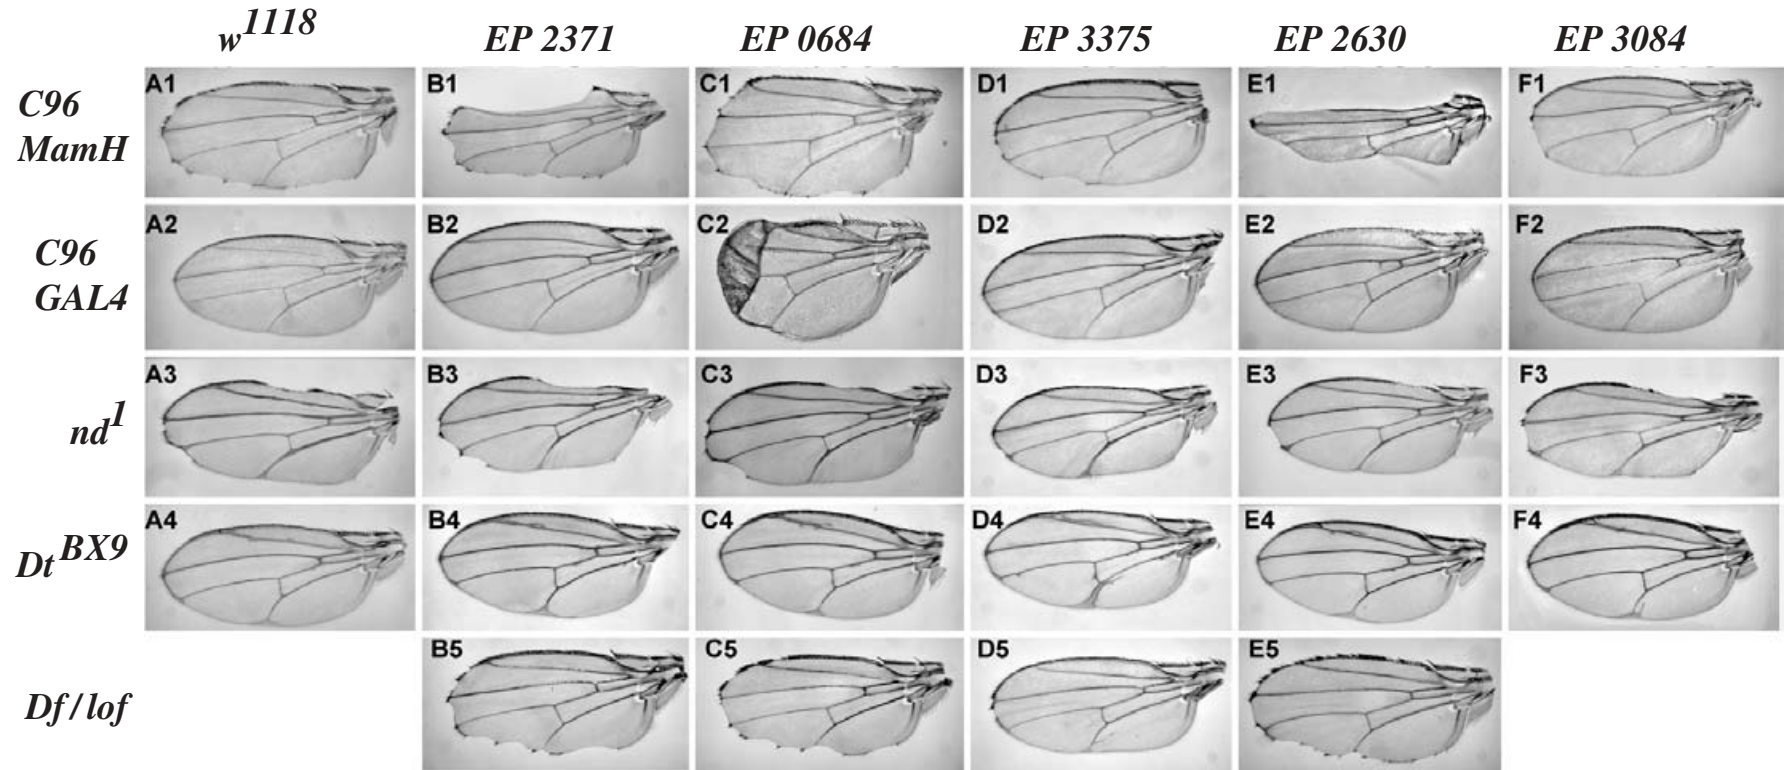 w1118 EP 2371 EP 0684 EP 3375 EP 2630 EP 3084
C96
MamH
A1 B1 C1 D1 E1 F1
C96
GAL4
A2 B2 C2 D2 E2 F2
nd1
A3 B3 C3 D3 E3 F3
DtBX9
A4 B4 C4 D4 E4 F4
Df/lof
B5 C5 D5 E5